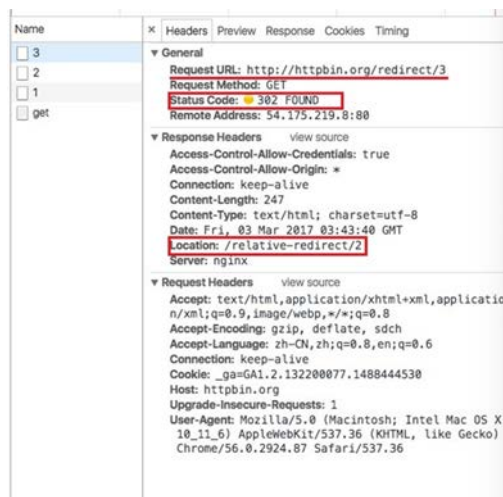 Name
× Headers Preview Response Cookies Timing
3
2
1
get
▼ General
Request URL: http://httpbin.org/redirect/3
Request Method: GET
Status Code: 302 FOUND
Remote Address: 54.175.219.8:80
▼ Response Headers view source
Access-Control-Allow-Credentials: true
Access-Control-Allow-Origin: *
Connection: keep-alive
Content-Length: 247
Content-Type: text/html; charset=utf-8
Date: Fri, 03 Mar 2017 03:43:40 GMT
Location: /relative-redirect/2
Server: nginx
▼ Request Headers view source
Accept: text/html,application/xhtml+xml,applicatio
n/xml;q=0.9,image/webp,*/*;q=0.8
Accept-Encoding: gzip, deflate, sdch
Accept-Language: zh-CN,zh;q=0.8,en;q=0.6
Connection: keep-alive
Cookie: _ga=GA1.2.132200077.1488444530
Host: httpbin.org
Upgrade-Insecure-Requests: 1
User-Agent: Mozilla/5.0 (Macintosh; Intel Mac OS X
10_11_6) AppleWebKit/537.36 (KHTML, like Gecko)
Chrome/56.0.2924.87 Safari/537.36